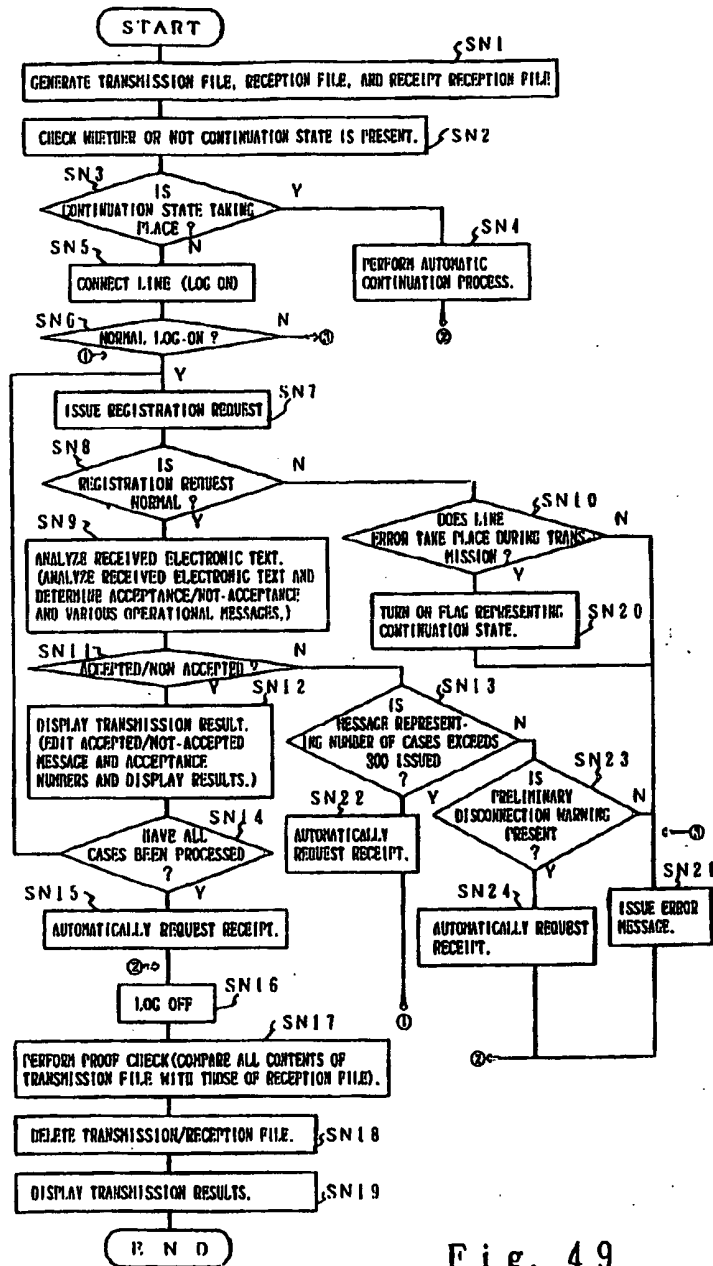 START
SN1
GENERATE TRANSMISSION FILE, RECEPTION FILE, AND RECEIPT RECEPTION FILE
CHECK WHETHER OR NOT CONTINUATION STATE IS PRESENT.
SN2
SN3
IS
CONTINUATION STATE TAKING
PLACE ?
Y
N
SN4
PERFORM AUTOMATIC
CONTINUATION PROCESS.
②
SN5
CONNECT LINE (LOG ON)
SN6
NORMAL LOG-ON ?
N
③
①
Y
ISSUE REGISTRATION REQUEST
SN7
SN8
IS
REGISTRATION REQUEST
NORMAL ?
N
Y
SN10
DOES LINE
ERROR TAKE PLACE DURING TRANS
MISSION ?
N
Y
SN9
ANALYZE RECEIVED ELECTRONIC TEXT.
(ANALYZE RECEIVED ELECTRONIC TEXT AND
DETERMINE ACCEPTANCE/NOT-ACCEPTANCE
AND VARIOUS OPERATIONAL MESSAGES.)
TURN ON FLAG REPRESENTING
CONTINUATION STATE.
SN20
SN11
ACCEPTED/NON ACCEPTED ?
N
Y
SN12
DISPLAY TRANSMISSION RESULT.
(EDIT ACCEPTED/NOT-ACCEPTED
MESSAGE AND ACCEPTANCE
NUMBERS AND DISPLAY RESULTS.)
SN13
IS
MESSAGE REPRESENT-
ING NUMBER OF CASES EXCEEDS
300 ISSUED
?
N
Y
SN23
IS
PRELIMINARY
DISCONNECTION WARNING
PRESENT
?
N
Y
SN22
AUTOMATICALLY
REQUEST RECEIPT.
①
③
SN14
HAVE ALL
CASES BEEN PROCESSED
?
Y
SN24
AUTOMATICALLY REQUEST
RECEIPT.
SN21
ISSUE ERROR
MESSAGE.
②
SN15
AUTOMATICALLY REQUEST RECEIPT.
②
SN16
LOG OFF
SN17
PERFORM PROOF CHECK(COMPARE ALL CONTENTS OF
TRANSMISSION FILE WITH THOSE OF RECEPTION FILE).
DELETE TRANSMISSION/RECEPTION FILE.
SN18
DISPLAY TRANSMISSION RESULTS.
SN19
END
Fig. 49